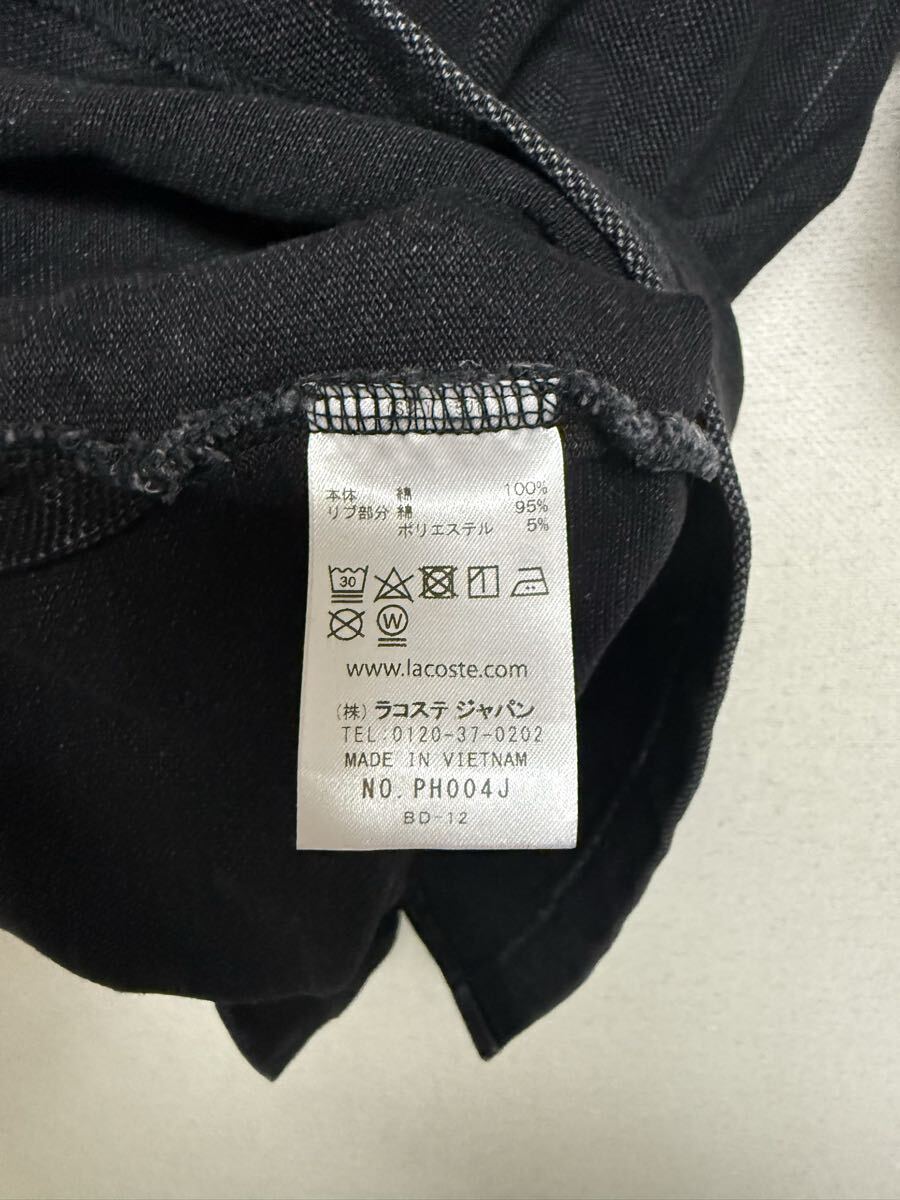 本体 綿 100%
リブ部分 綿 95%
ポリエステル 5%
30
W
www.lacoste.com
(株) ラコステ ジャパン
TEL:0120-37-0202
MADE IN VIETNAM
NO. PH004J
BD-12